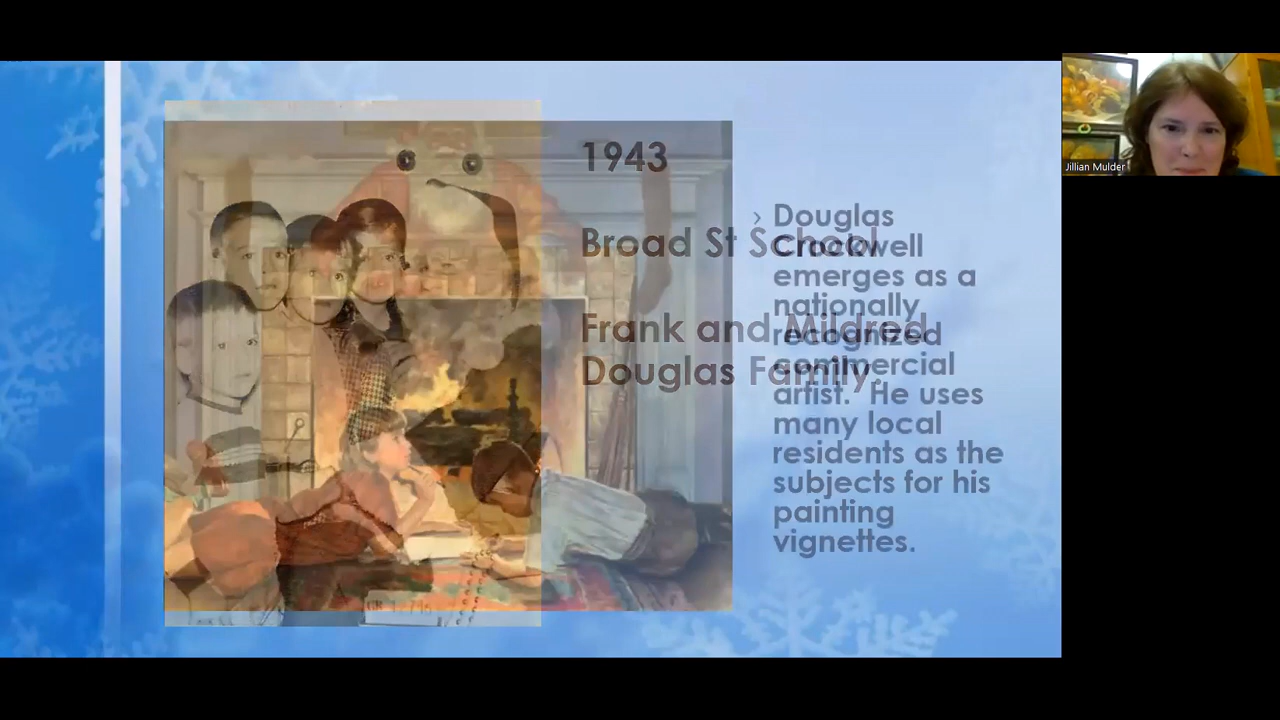 1943
Broad St School
Frank and Mildred
Douglas Family.
› Douglas
Crockwell
emerges as a
nationally
recognized
commercial
artist. He uses
many local
residents as the
subjects for his
painting
vignettes.
Jillian Mulder